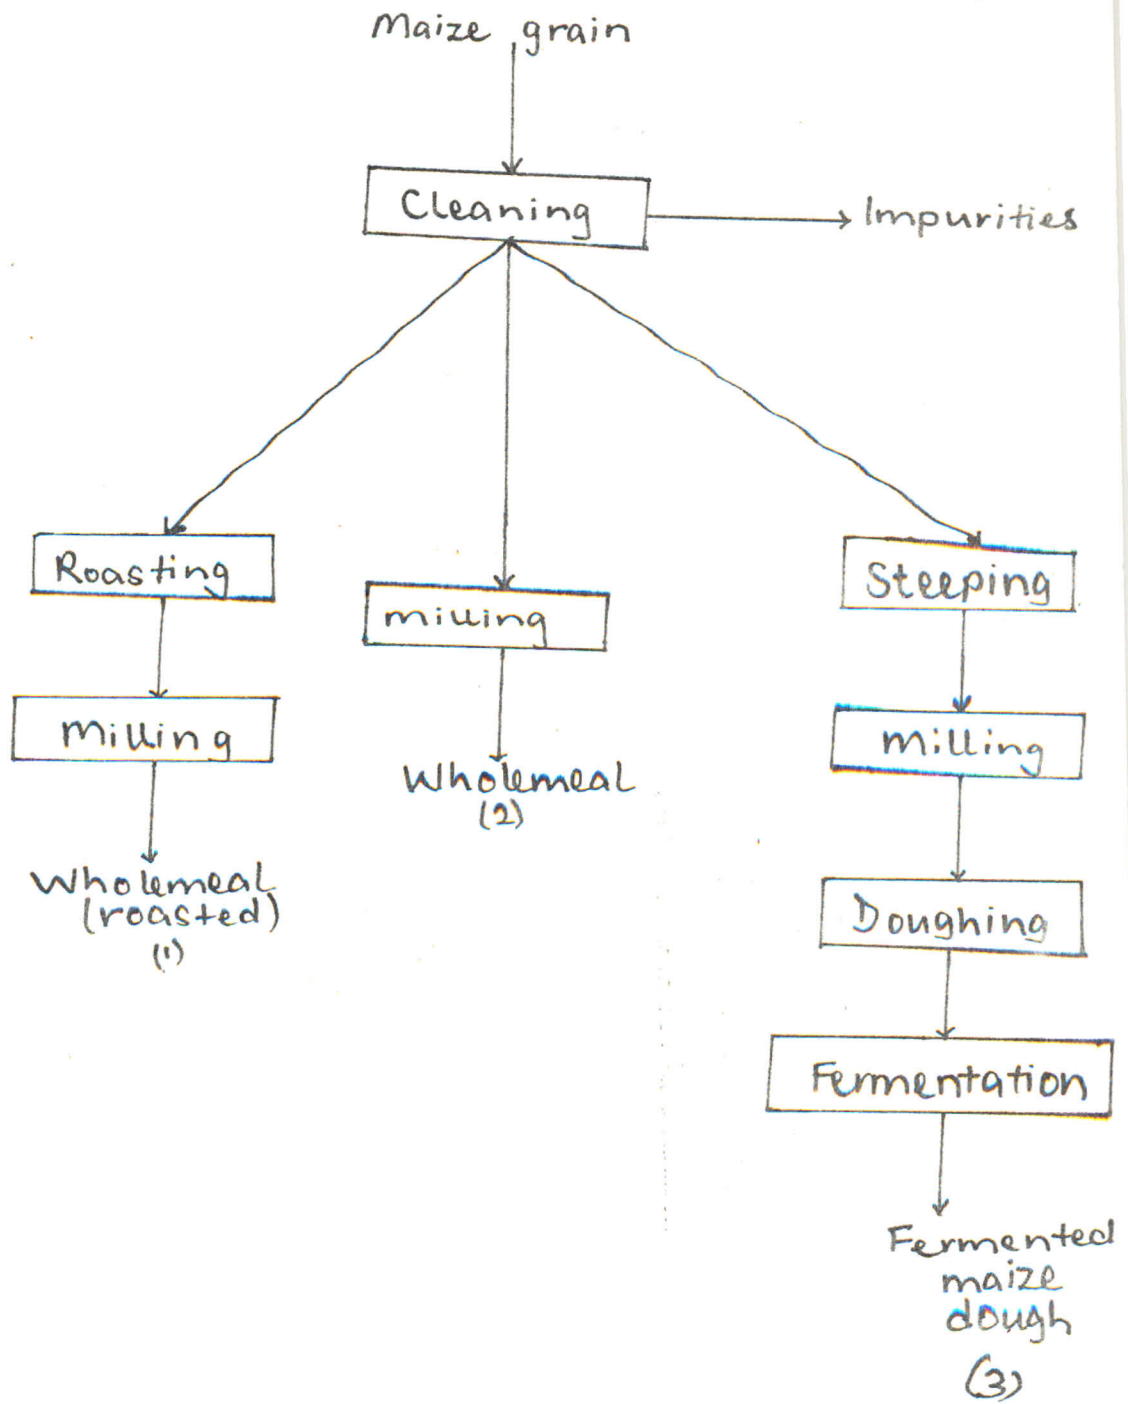 Maize grain
Cleaning
Impurities
Roasting
milling
Steeping
Milling
milling
Wholemeal
(2)
Wholemeal
(roasted)
(1)
Doughing
Fermentation
Fermented
maize
dough
(3)